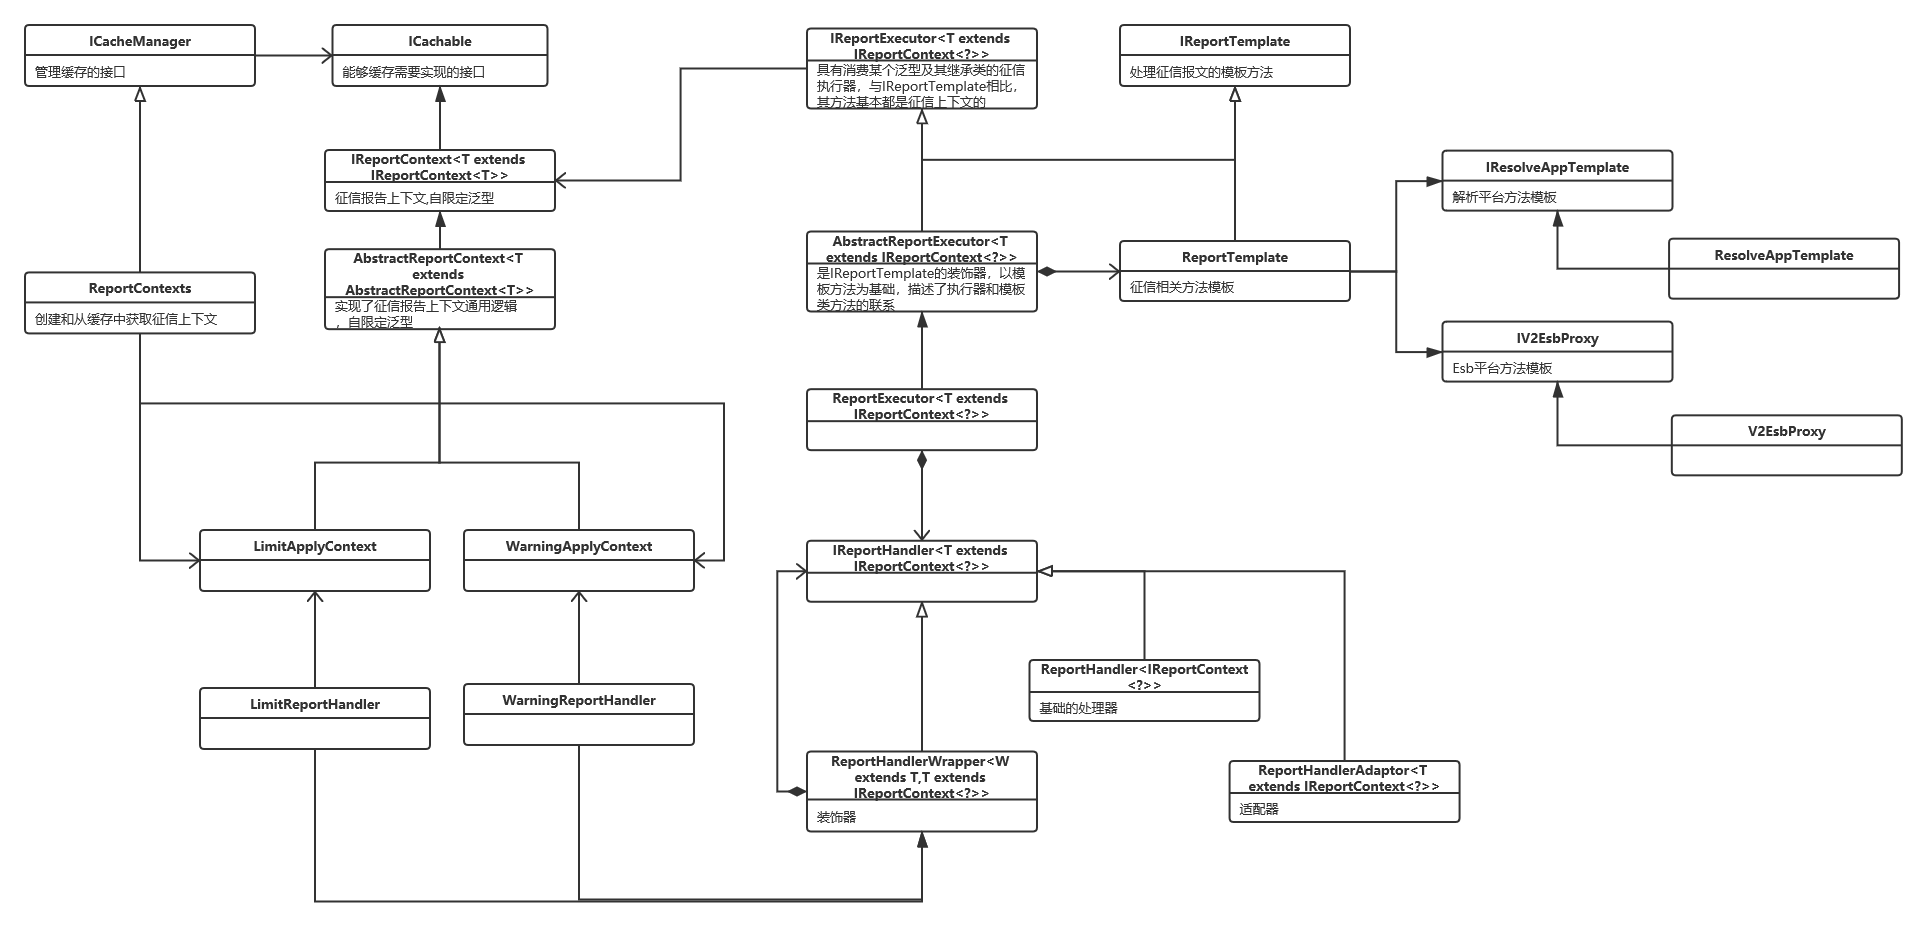 ICacheManager
管理缓存的接口
ICachable
能够缓存需要实现的接口
IReportExecutor<T extends
IReportContext<?>>
具有消费某个泛型及其继承类的征信
执行器，与IReportTemplate相比，
其方法基本都是征信上下文的
IReportTemplate
处理征信报文的模板方法
IReportContext<T extends
IReportContext<T>>
征信报告上下文,自限定泛型
IResolveAppTemplate
解析平台方法模板
AbstractReportContext<T
extends
AbstractReportContext<T>>
实现了征信报告上下文通用逻辑
，自限定泛型
AbstractReportExecutor<T
extends IReportContext<?>>
是IReportTemplate的装饰器，以模
板方法为基础，描述了执行器和模板
类方法的联系
ReportTemplate
征信相关方法模板
ResolveAppTemplate
ReportContexts
创建和从缓存中获取征信上下文
IV2EsbProxy
Esb平台方法模板
ReportExecutor<T extends
IReportContext<?>>
V2EsbProxy
LimitApplyContext
WarningApplyContext
IReportHandler<T extends
IReportContext<?>>
ReportHandler<IReportContext
<?>>
基础的处理器
LimitReportHandler
WarningReportHandler
ReportHandlerWrapper<W
extends T,T extends
IReportContext<?>>
装饰器
ReportHandlerAdaptor<T
extends IReportContext<?>>
适配器